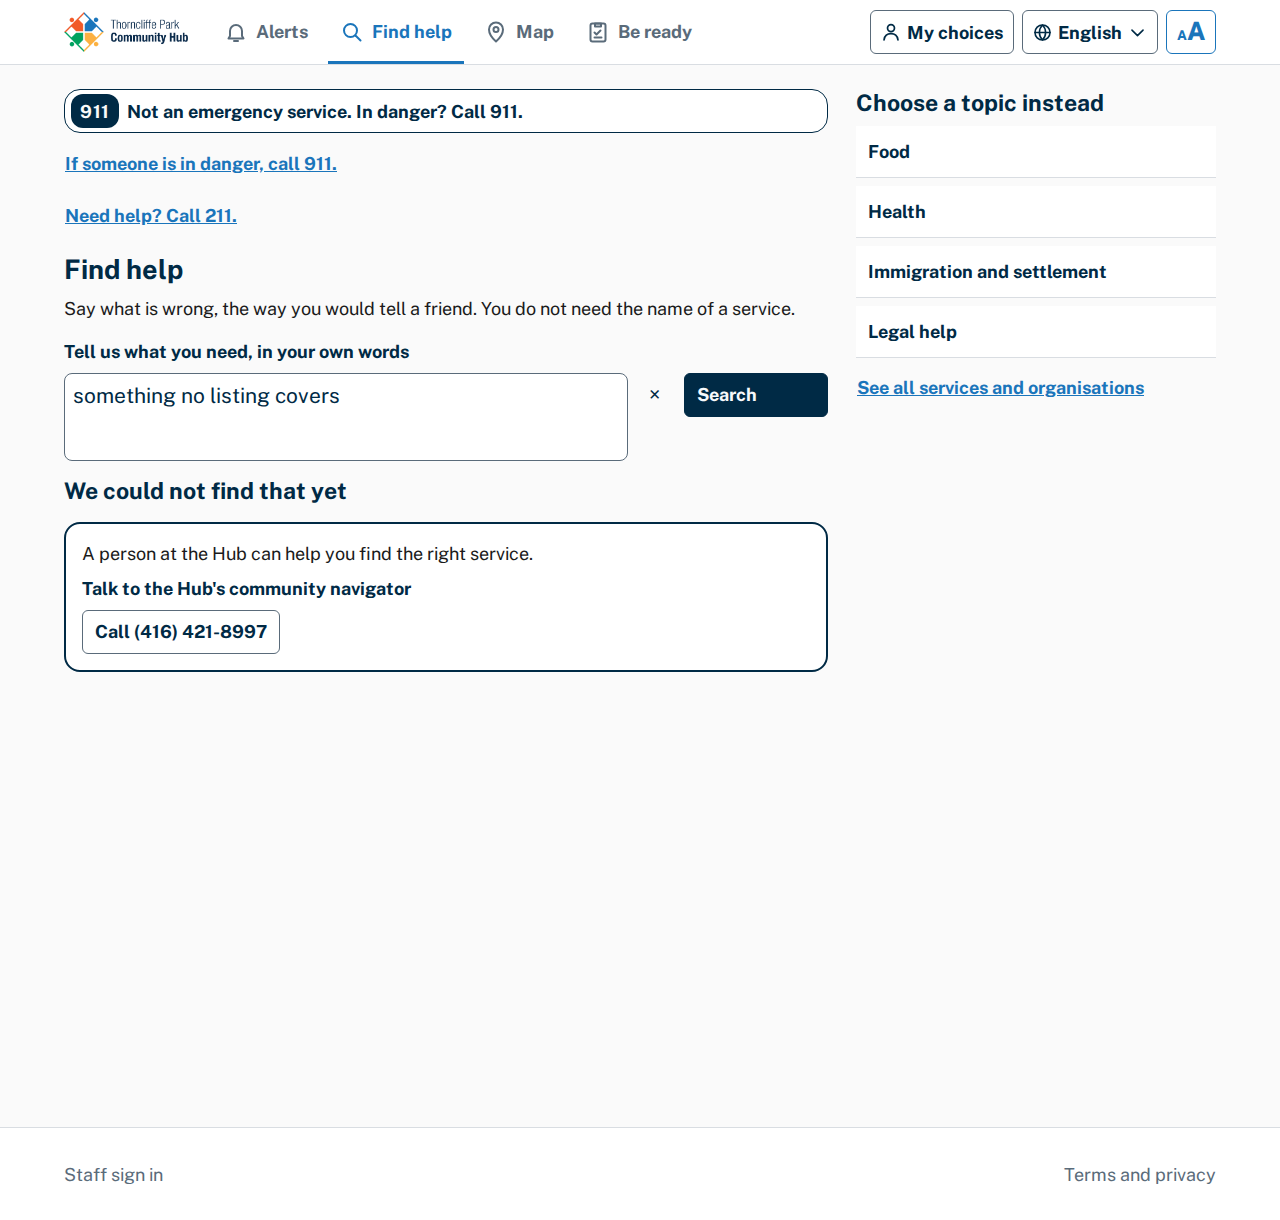 Thorncliffe Park
Community Hub
Alerts
Find help
Map
Be ready
My choices
English
AA
911 Not an emergency service. In danger? Call 911.
If someone is in danger, call 911.
Need help? Call 211.
Find help
Say what is wrong, the way you would tell a friend. You do not need the name of a service.
Tell us what you need, in your own words
something no listing covers
×
Search
We could not find that yet
A person at the Hub can help you find the right service.
Talk to the Hub's community navigator
Call (416) 421-8997
Choose a topic instead
Food
Health
Immigration and settlement
Legal help
See all services and organisations
Staff sign in
Terms and privacy